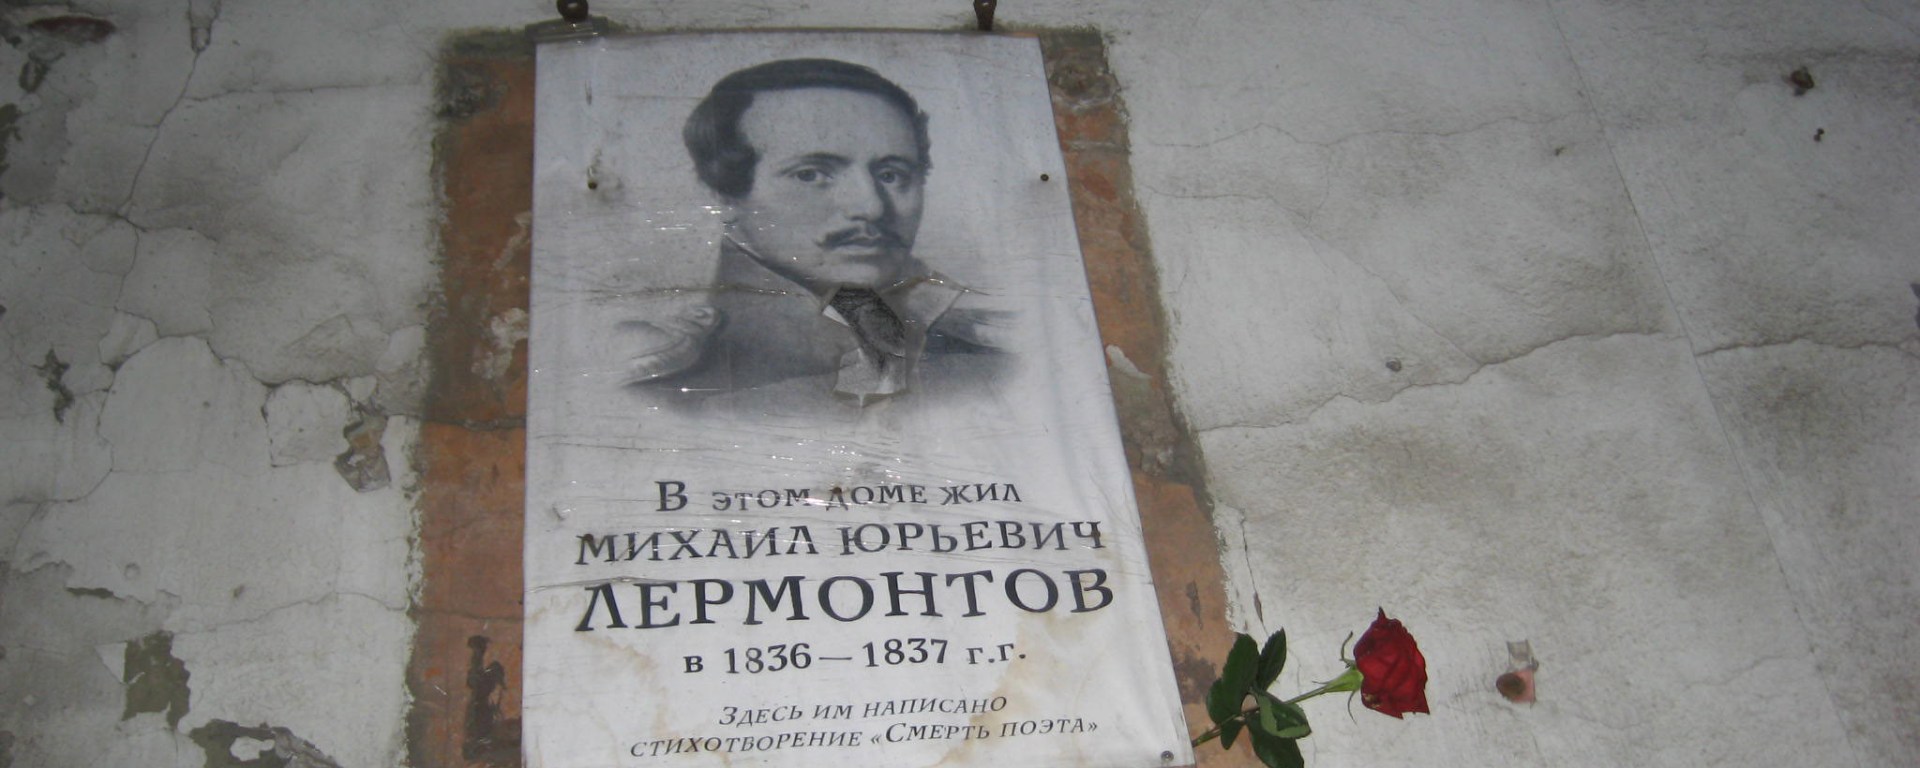 В ЭТОМ ДОМЕ ЖИЛ
МИХАИЛ ЮРЬЕВИЧ
ЛЕРМОНТОВ
в 1836 — 1837 г.г.
ЗДЕСЬ ИМ НАПИСАНО
СТИХОТВОРЕНИЕ «СМЕРТЬ ПОЭТА»